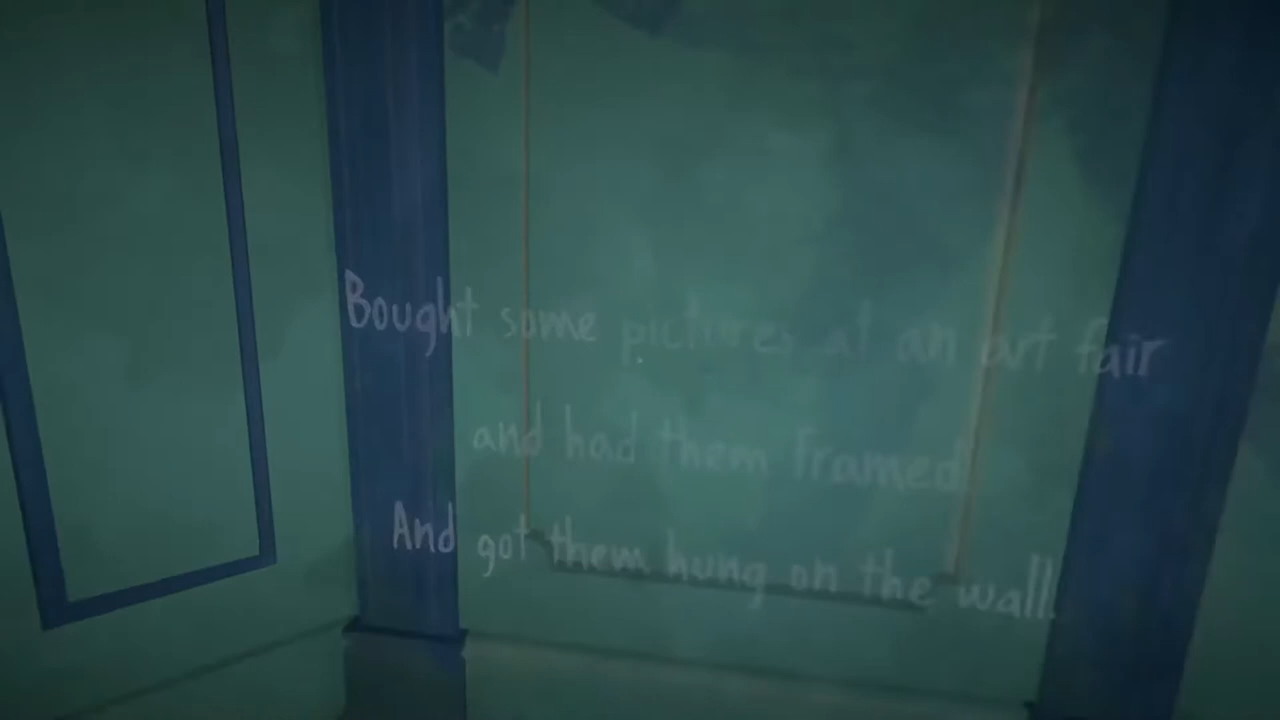 Bought some pictures at an art fair
and had them framed
And got them hung on the wall.